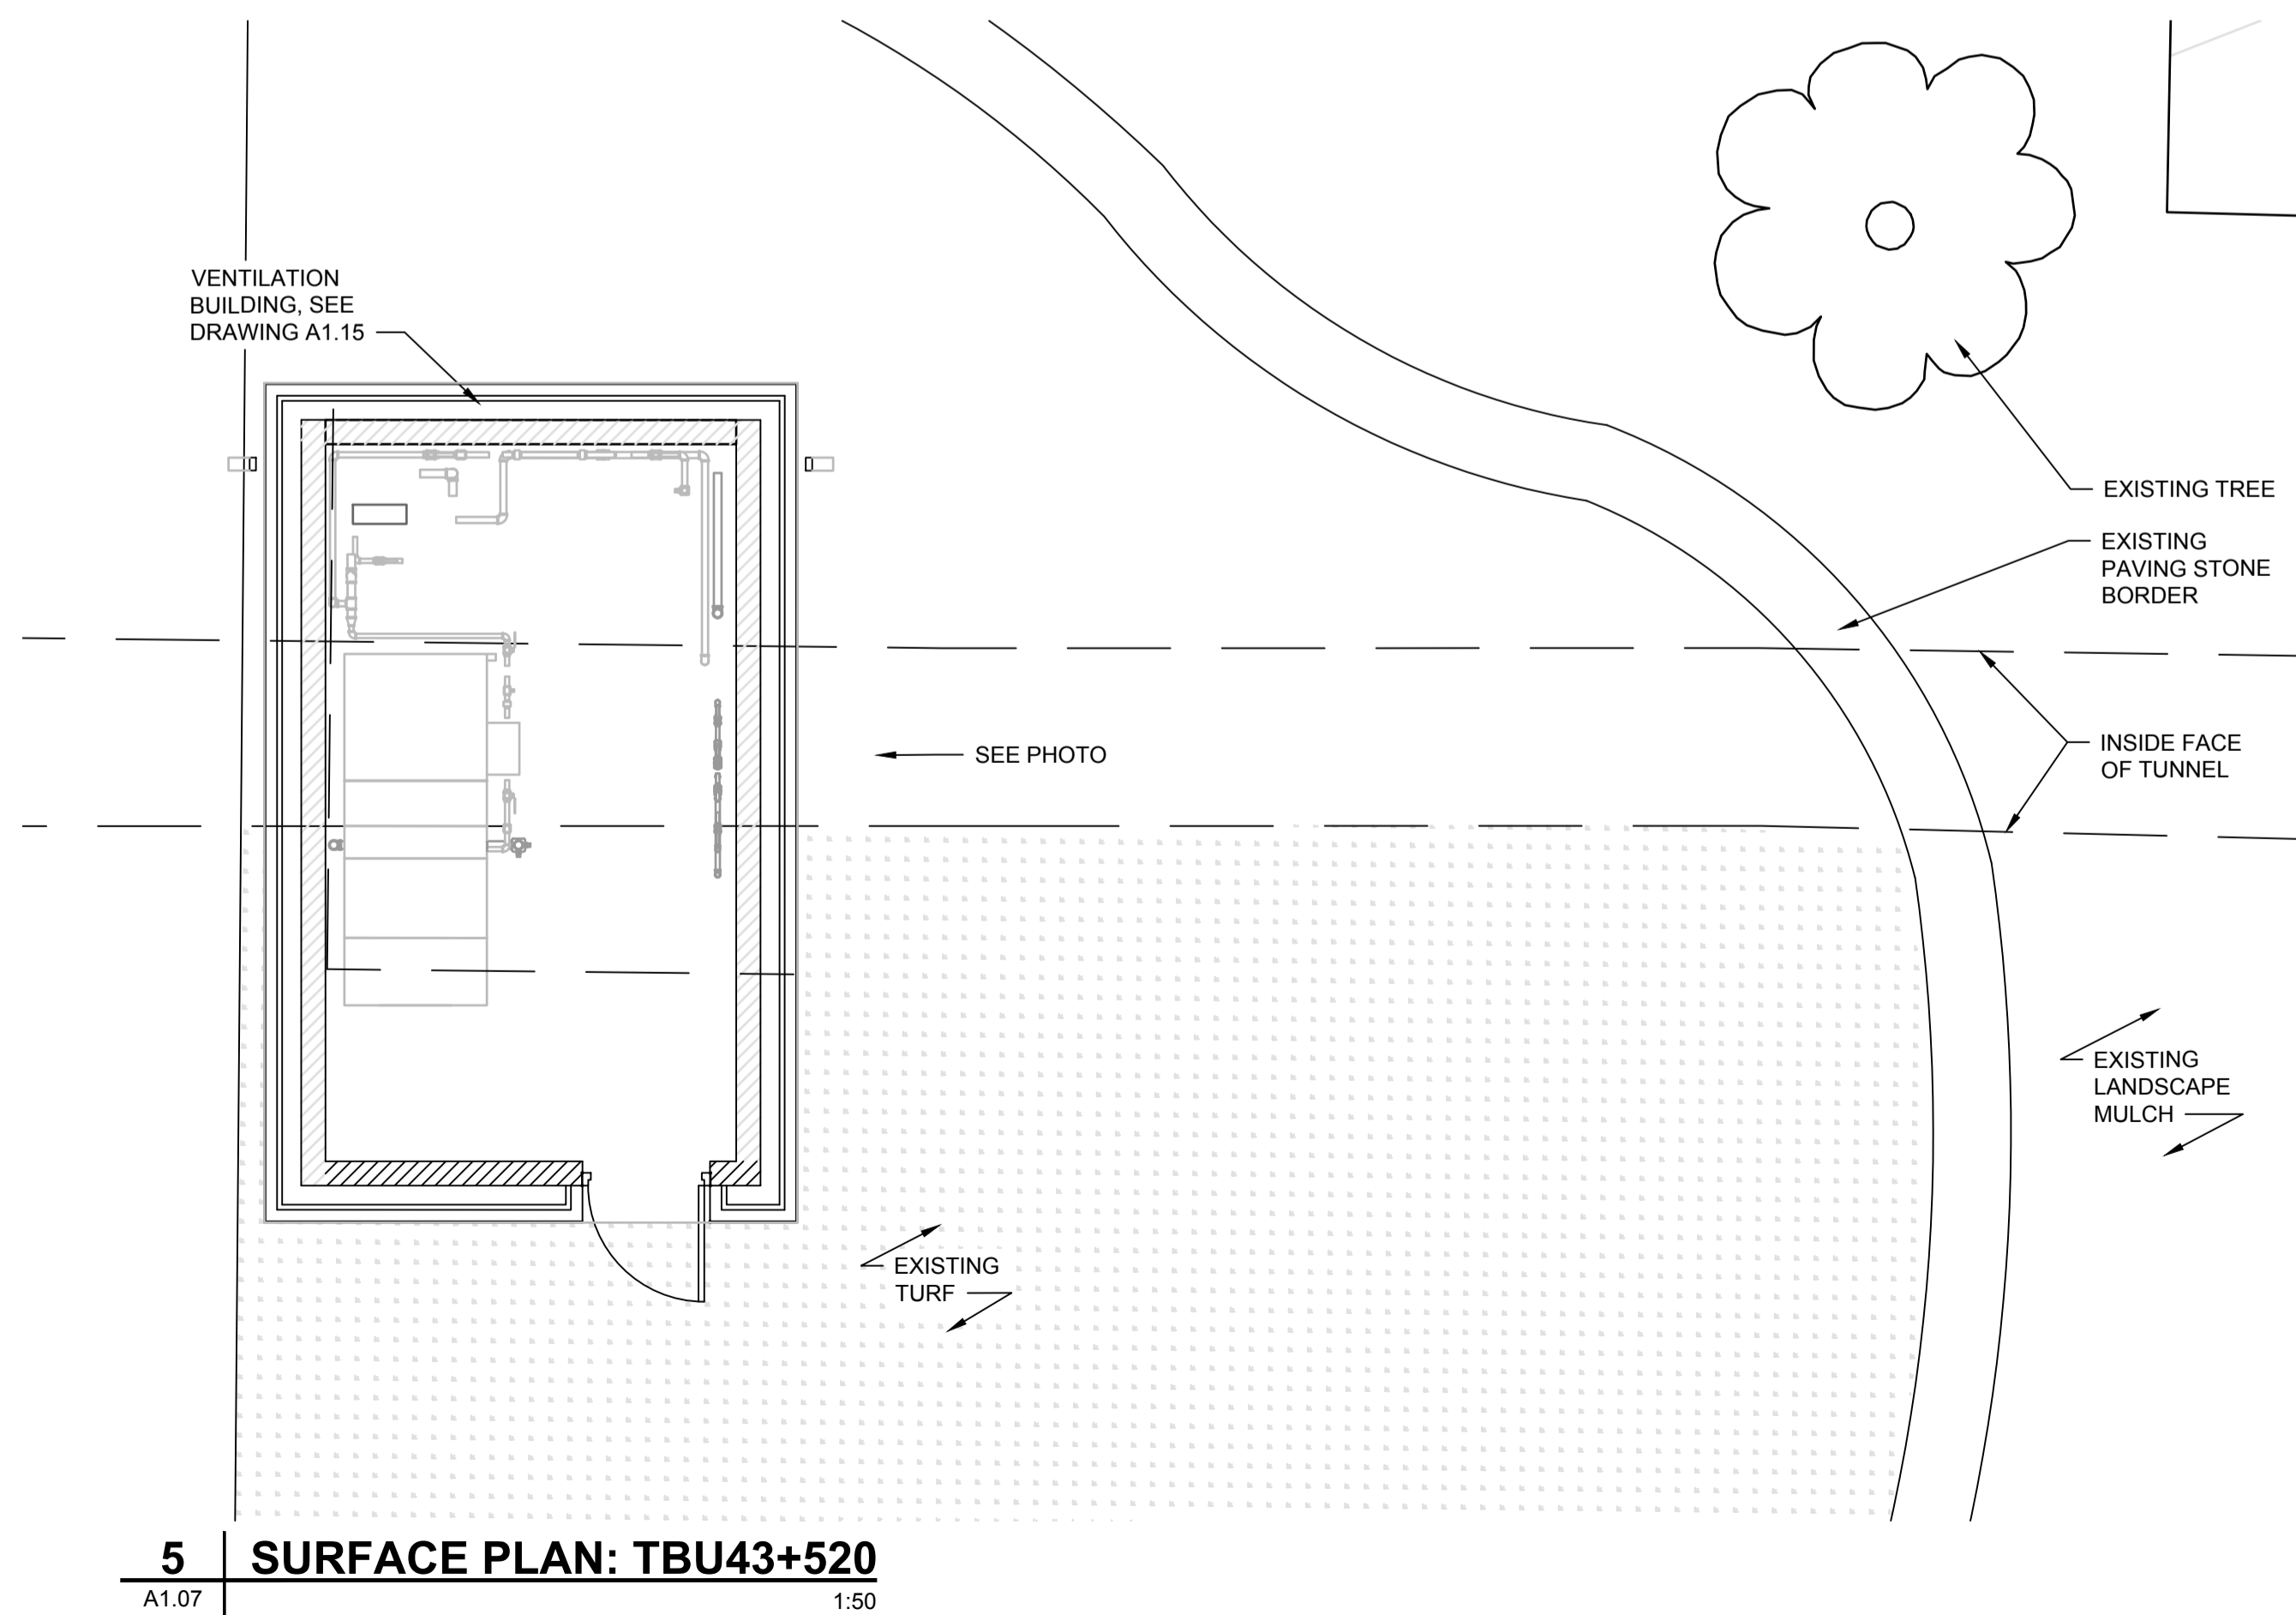 VENTILATION
BUILDING, SEE
DRAWING A1.15
EXISTING TREE
EXISTING
PAVING STONE
BORDER
SEE PHOTO
INSIDE FACE
OF TUNNEL
EXISTING
LANDSCAPE
MULCH
EXISTING
TURF
5 SURFACE PLAN: TBU43+520
A1.07 1:50